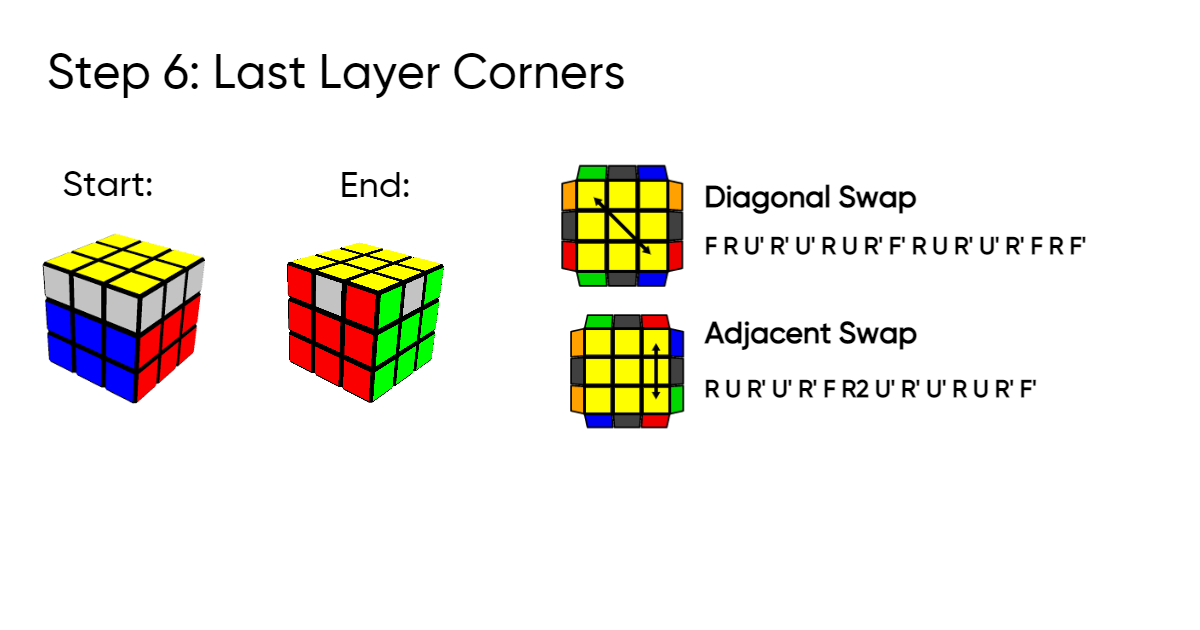 Step 6: Last Layer Corners
Start:
End:
Diagonal Swap
F R U' R' U' R U R' F' R U R' U' R' F R F'
Adjacent Swap
R U R' U' R' F R2 U' R' U' R U R' F'